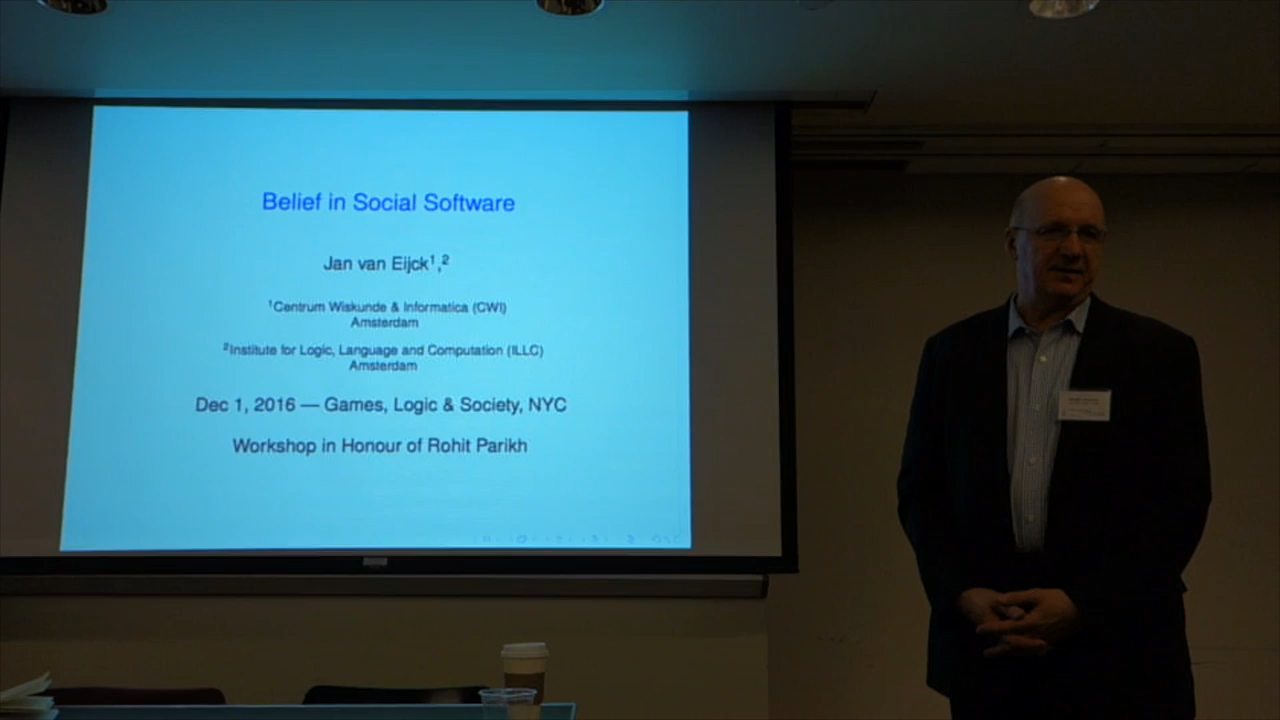 Belief in Social Software
Jan van Eijck¹,²
¹Centrum Wiskunde & Informatica (CWI)
Amsterdam
²Institute for Logic, Language and Computation (ILLC)
Amsterdam
Dec 1, 2016 — Games, Logic & Society, NYC
Workshop in Honour of Rohit Parikh